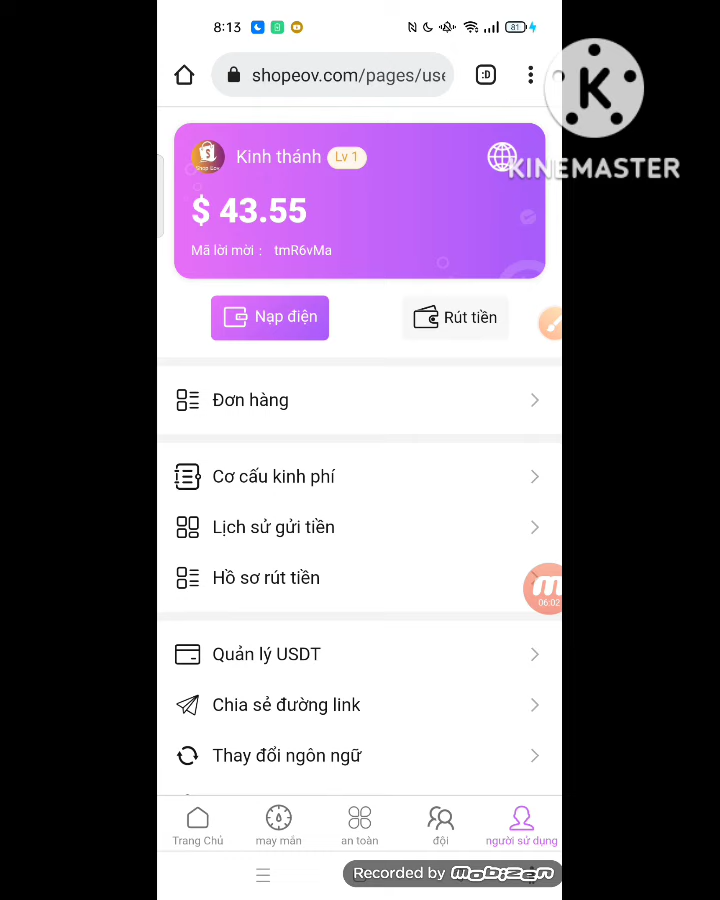 8:13
81
shopeov.com/pages/use
:D
K
KINEMASTER
Kinh thánh Lv 1
$ 43.55
Mã lời mời : tmR6vMa
Nạp điện
Rút tiền
Đơn hàng
Cơ cấu kinh phí
Lịch sử gửi tiền
Hồ sơ rút tiền
m
06:02
Quản lý USDT
Chia sẻ đường link
Thay đổi ngôn ngữ
Trang Chủ may mắn an toàn đội người sử dụng
Recorded by mobizen